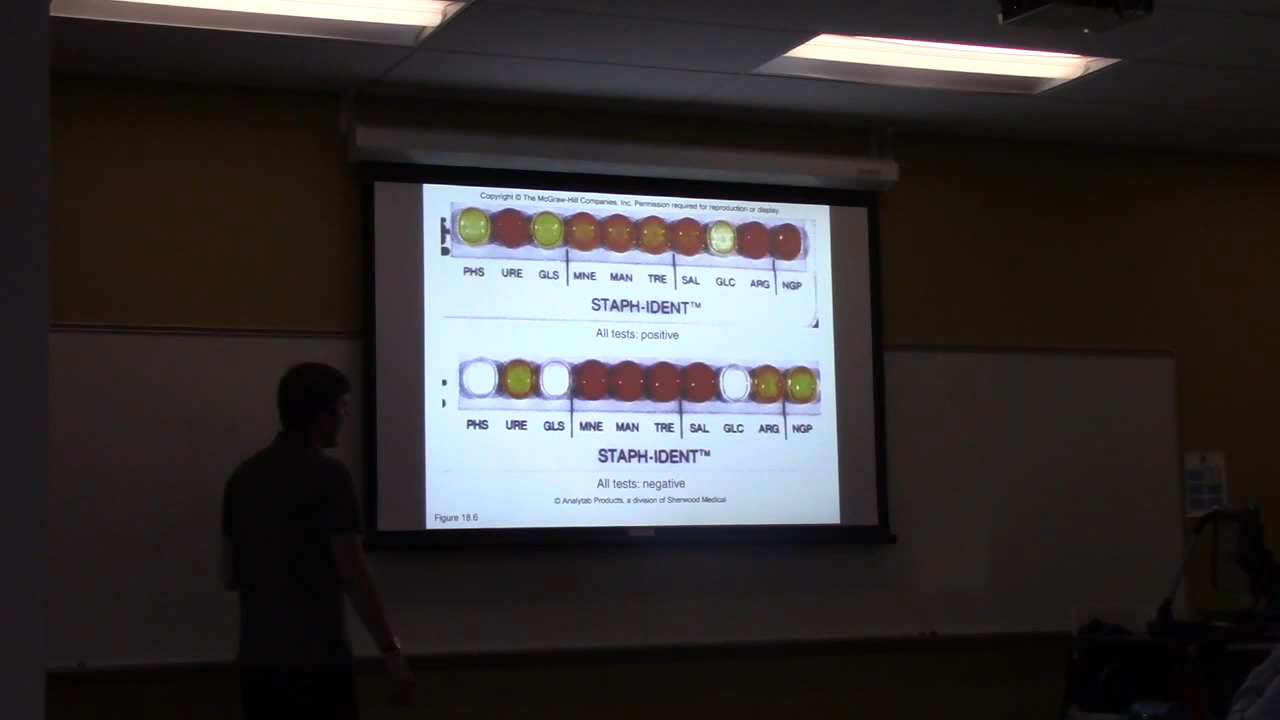 Copyright © The McGraw-Hill Companies, Inc. Permission required for reproduction or display.
PHS URE GLS MNE MAN TRE SAL GLC ARG NGP
STAPH-IDENT™
All tests: positive
PHS URE GLS MNE MAN TRE SAL GLC ARG NGP
STAPH-IDENT™
All tests: negative
© Analytab Products, a division of Sherwood Medical
Figure 18.6